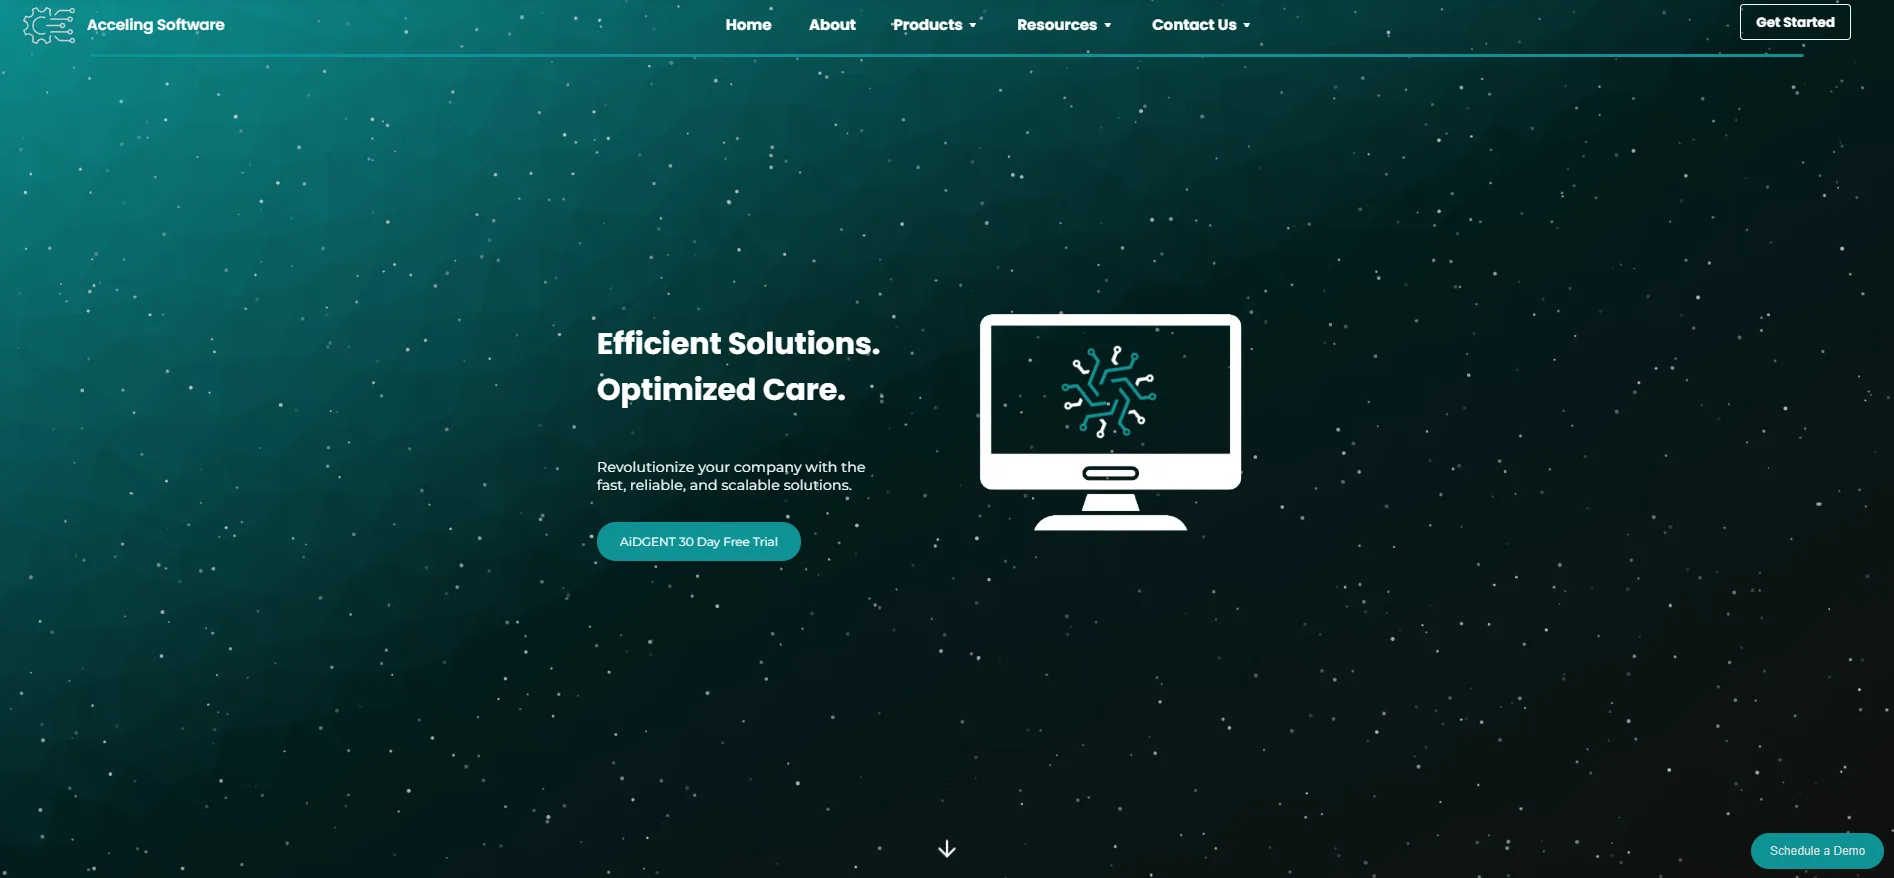 Acceling Software
Home
About
Products
Resources
Contact Us
Get Started
Efficient Solutions.
Optimized Care.
Revolutionize your company with the
fast, reliable, and scalable solutions.
AiDGENT 30 Day Free Trial
Schedule a Demo